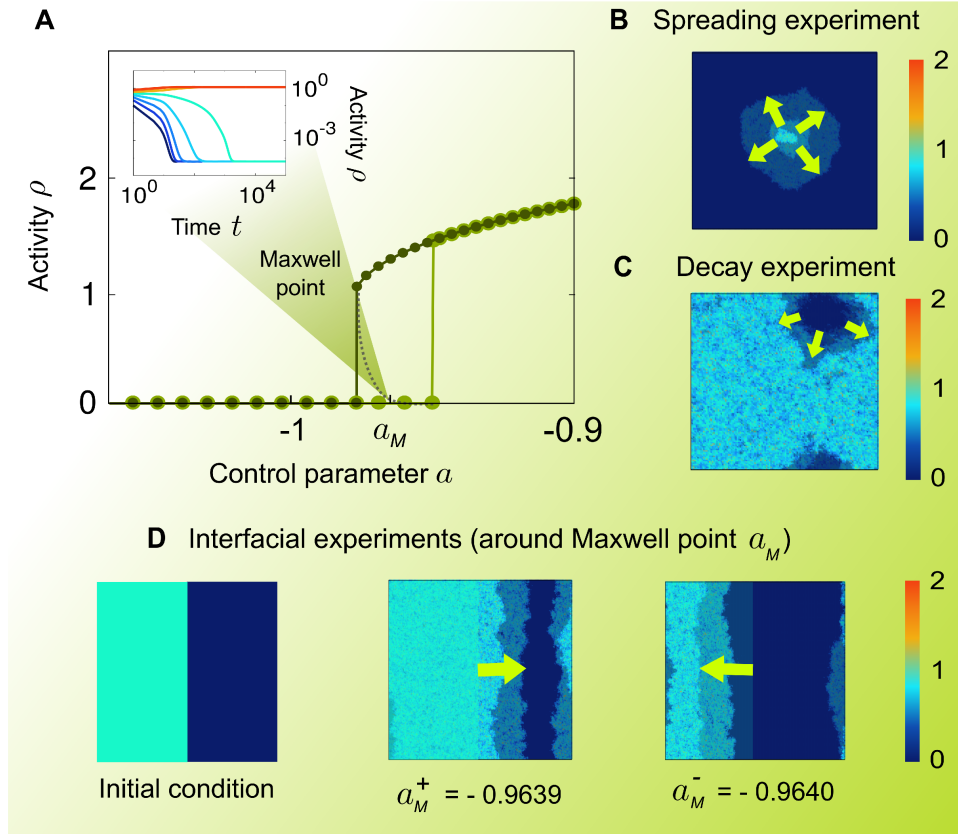 A
B Spreading experiment
10^0
10^-3
Activity ρ
10^0
10^4
Time t
2
1
0
Activity ρ
Maxwell
point
-1
a_M
-0.9
Control parameter a
2
1
0
C Decay experiment
2
1
0
D Interfacial experiments (around Maxwell point a_M)
Initial condition
a_M^+ = - 0.9639
a_M^- = - 0.9640
2
1
0